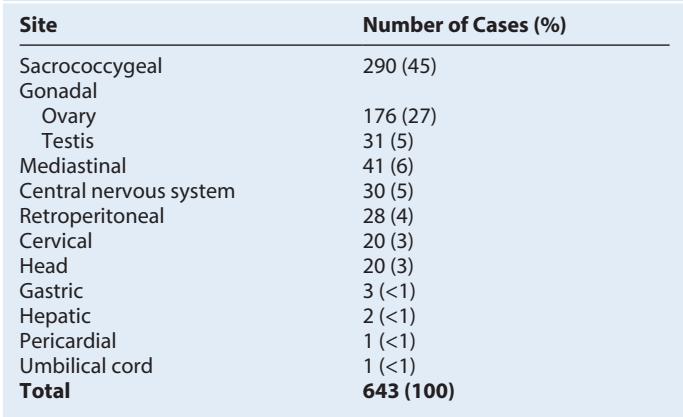 Site Number of Cases (%)
Sacrococcygeal 290 (45)
Gonadal
Ovary 176 (27)
Testis 31 (5)
Mediastinal 41 (6)
Central nervous system 30 (5)
Retroperitoneal 28 (4)
Cervical 20 (3)
Head 20 (3)
Gastric 3 (<1)
Hepatic 2 (<1)
Pericardial 1 (<1)
Umbilical cord 1 (<1)
Total 643 (100)